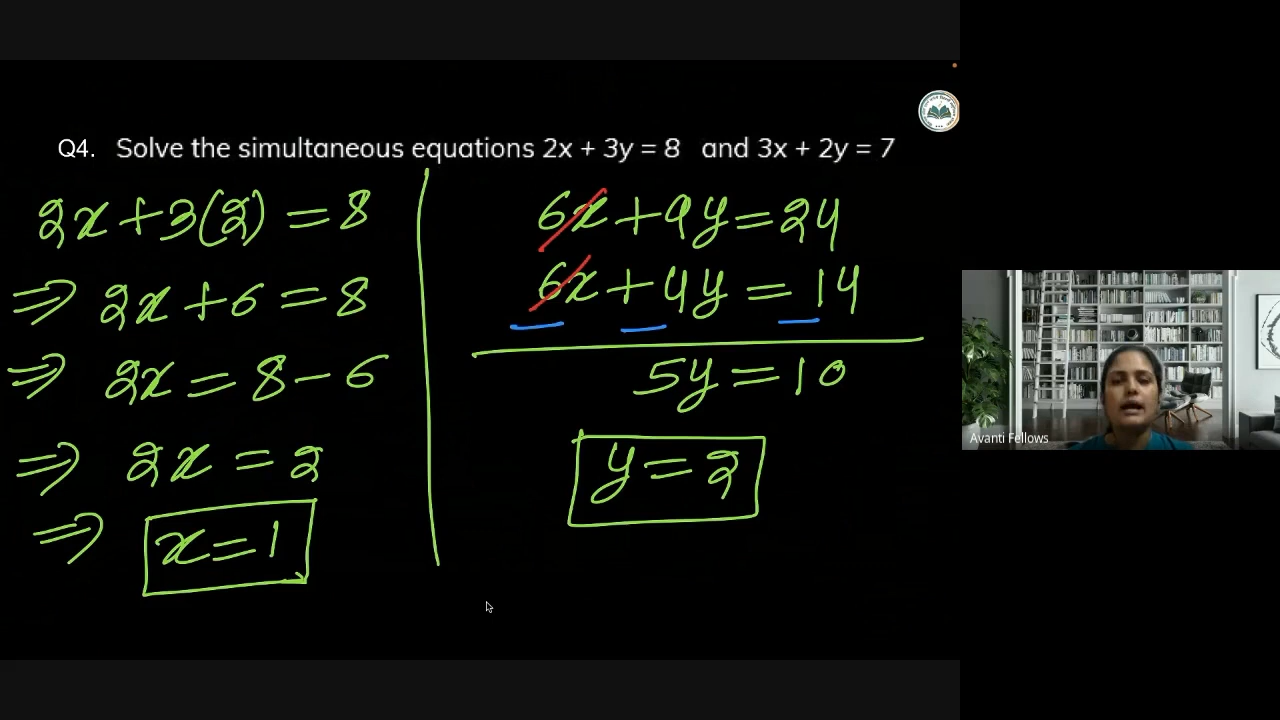 Q4. Solve the simultaneous equations 2x + 3y = 8 and 3x + 2y = 7
2x + 3(2) = 8
⇒ 2x + 6 = 8
⇒ 2x = 8 - 6
⇒ 2x = 2
⇒ x = 1
6x + 9y = 24
6x + 4y = 14
5y = 10
y = 2
Avanti Fellows